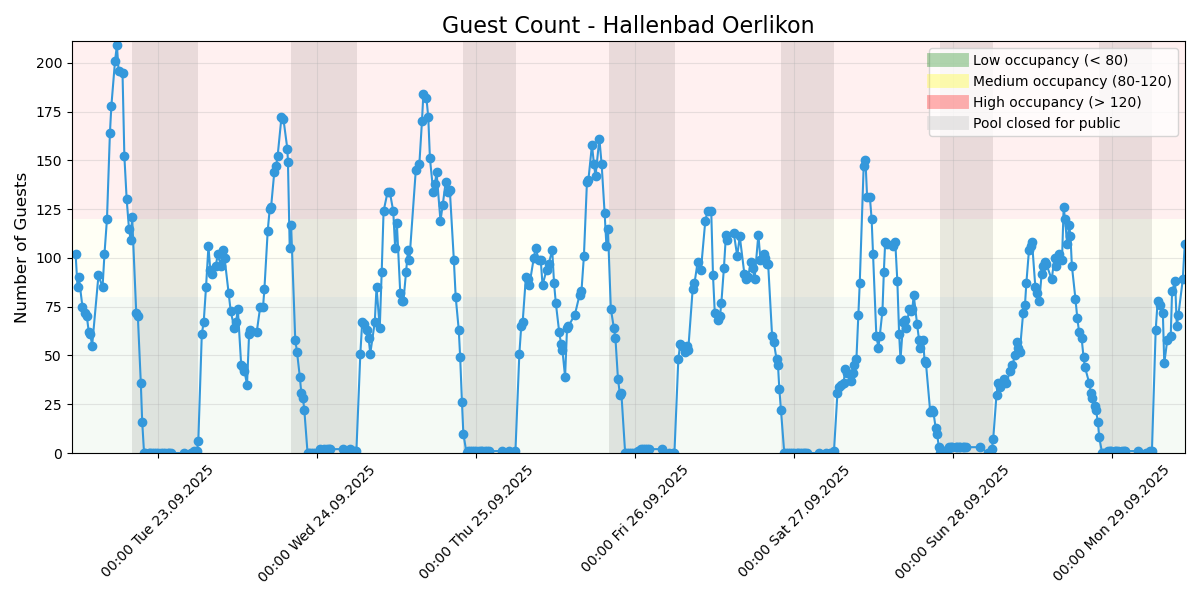 Guest Count - Hallenbad Oerlikon
Number of Guests
200
175
150
125
100
75
50
25
0
Low occupancy (< 80)
Medium occupancy (80-120)
High occupancy (> 120)
Pool closed for public
00:00 Tue 23.09.2025
00:00 Wed 24.09.2025
00:00 Thu 25.09.2025
00:00 Fri 26.09.2025
00:00 Sat 27.09.2025
00:00 Sun 28.09.2025
00:00 Mon 29.09.2025